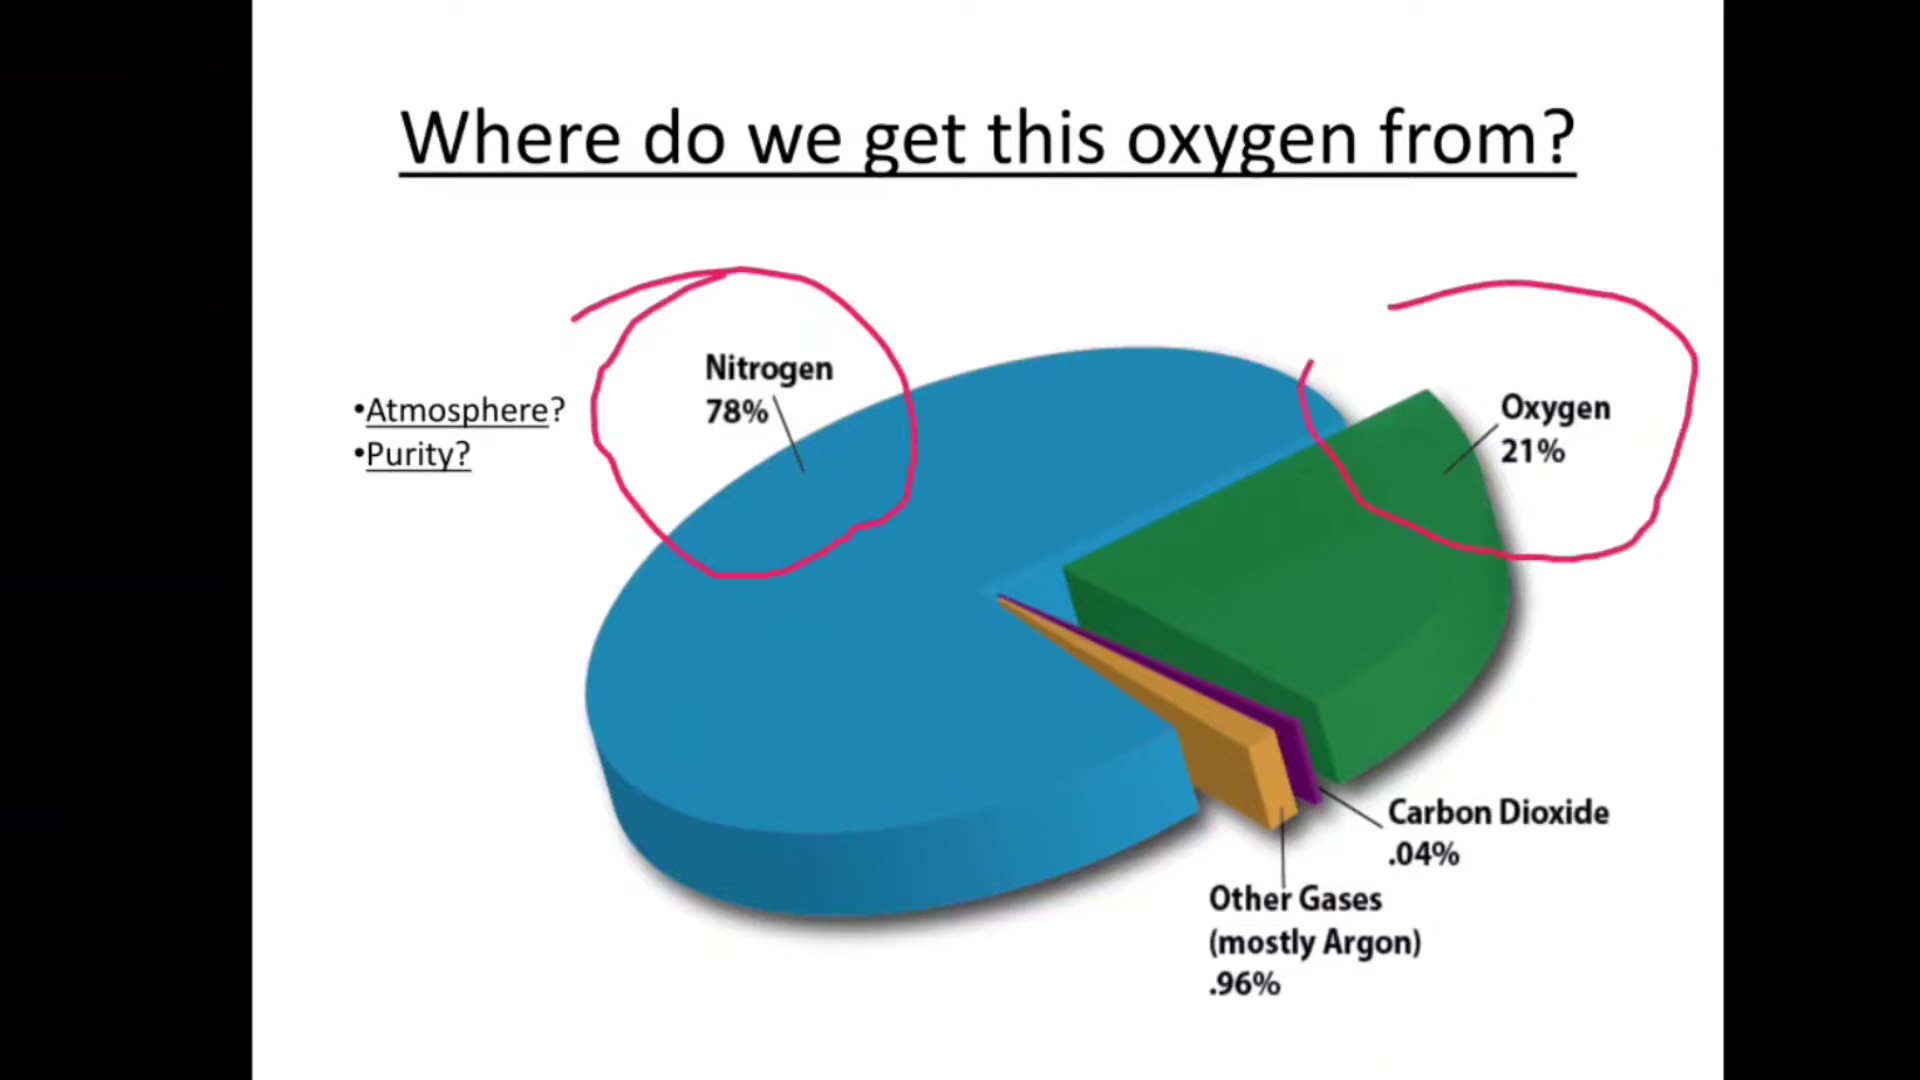 Where do we get this oxygen from?
•Atmosphere?
•Purity?
Nitrogen
78%
Oxygen
21%
Carbon Dioxide
.04%
Other Gases
(mostly Argon)
.96%